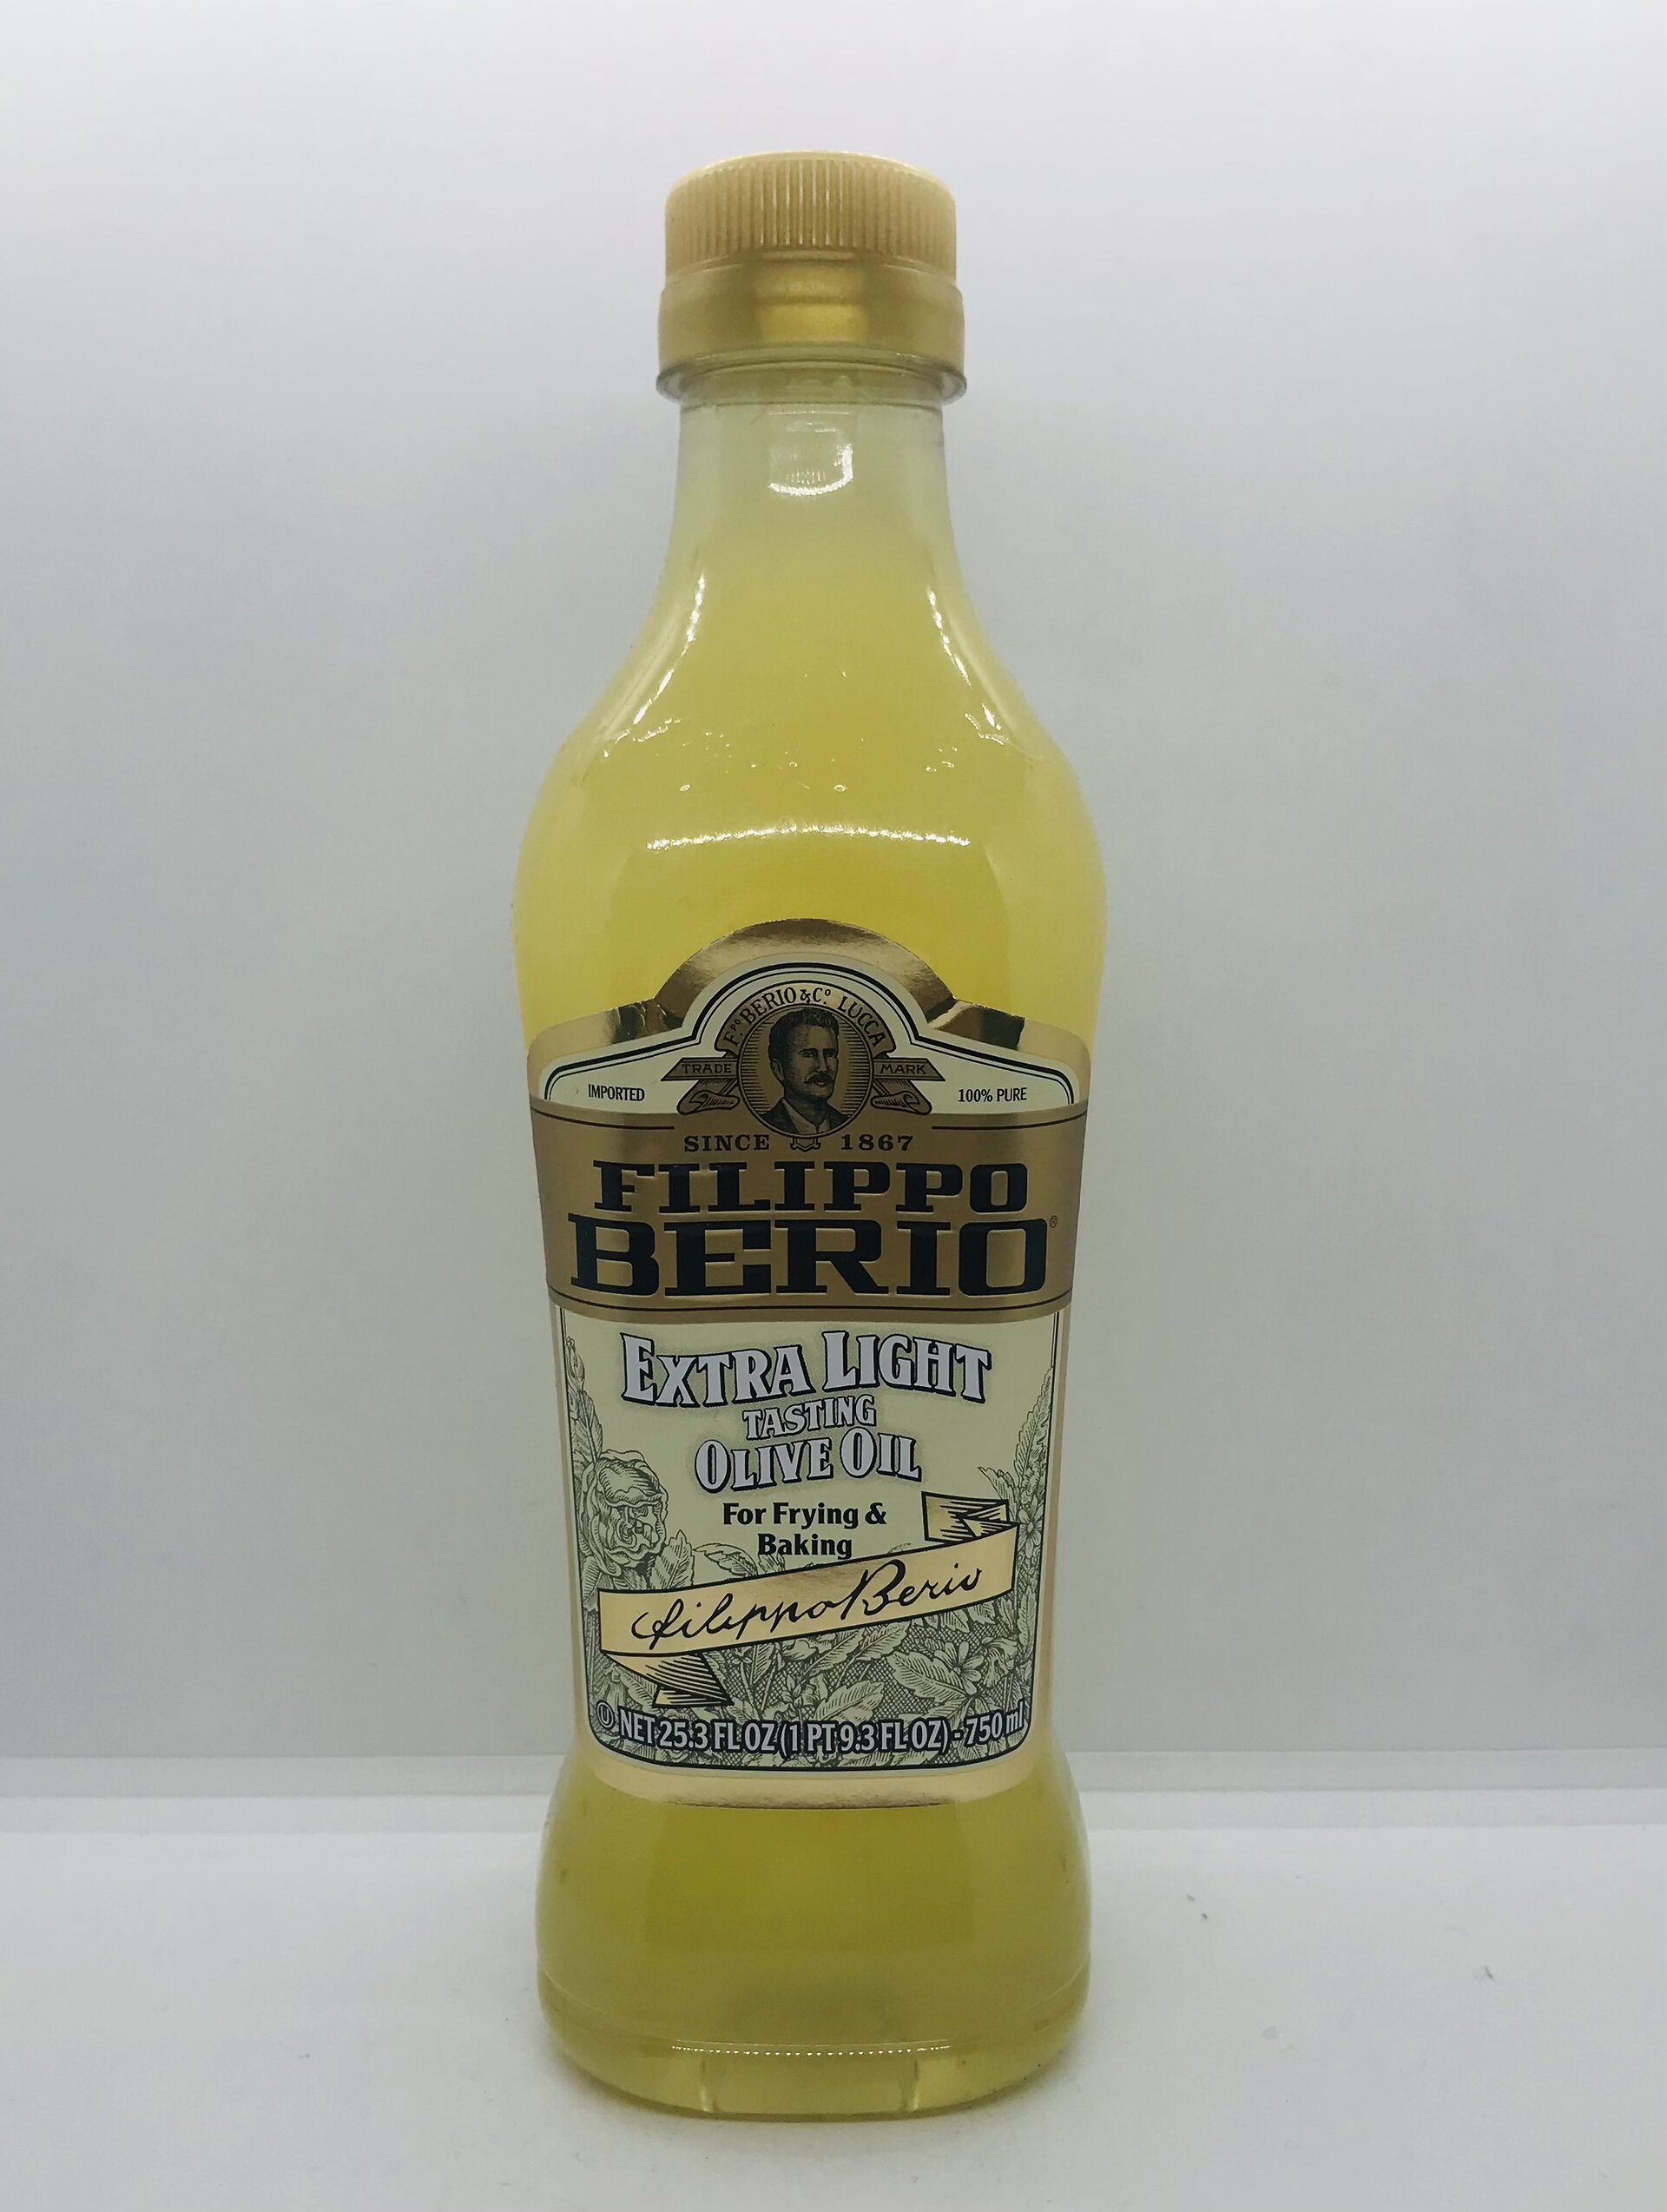 Fᵖᵒ BERIO & Cº LUCCA
TRADE MARK
IMPORTED 100% PURE
SINCE 1867
FILIPPO
BERIO®
EXTRA LIGHT
TASTING
OLIVE OIL
For Frying &
Baking
Filippo Berio
U NET 25.3 FL OZ (1 PT 9.3 FL OZ) - 750 ml